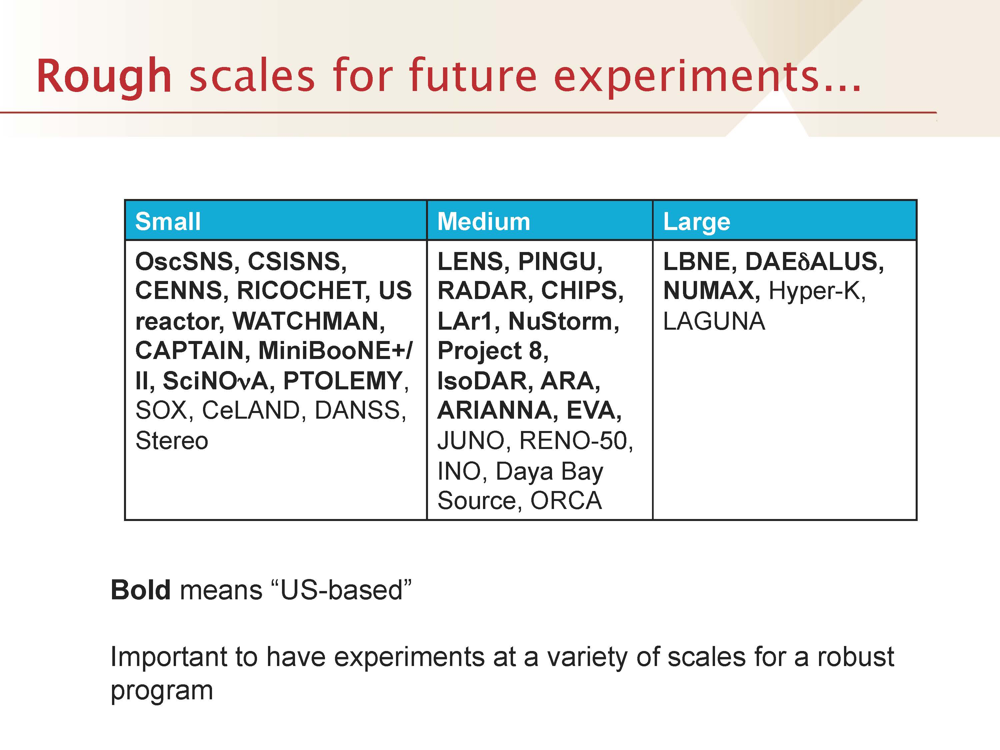 Rough scales for future experiments...
Small
Medium
Large
OscSNS, CSISNS,
CENNS, RICOCHET, US
reactor, WATCHMAN,
CAPTAIN, MiniBooNE+/
II, SciNOνA, PTOLEMY,
SOX, CeLAND, DANSS,
Stereo
LENS, PINGU,
RADAR, CHIPS,
LAr1, NuStorm,
Project 8,
IsoDAR, ARA,
ARIANNA, EVA,
JUNO, RENO-50,
INO, Daya Bay
Source, ORCA
LBNE, DAEδALUS,
NUMAX, Hyper-K,
LAGUNA
Bold means “US-based”
Important to have experiments at a variety of scales for a robust
program